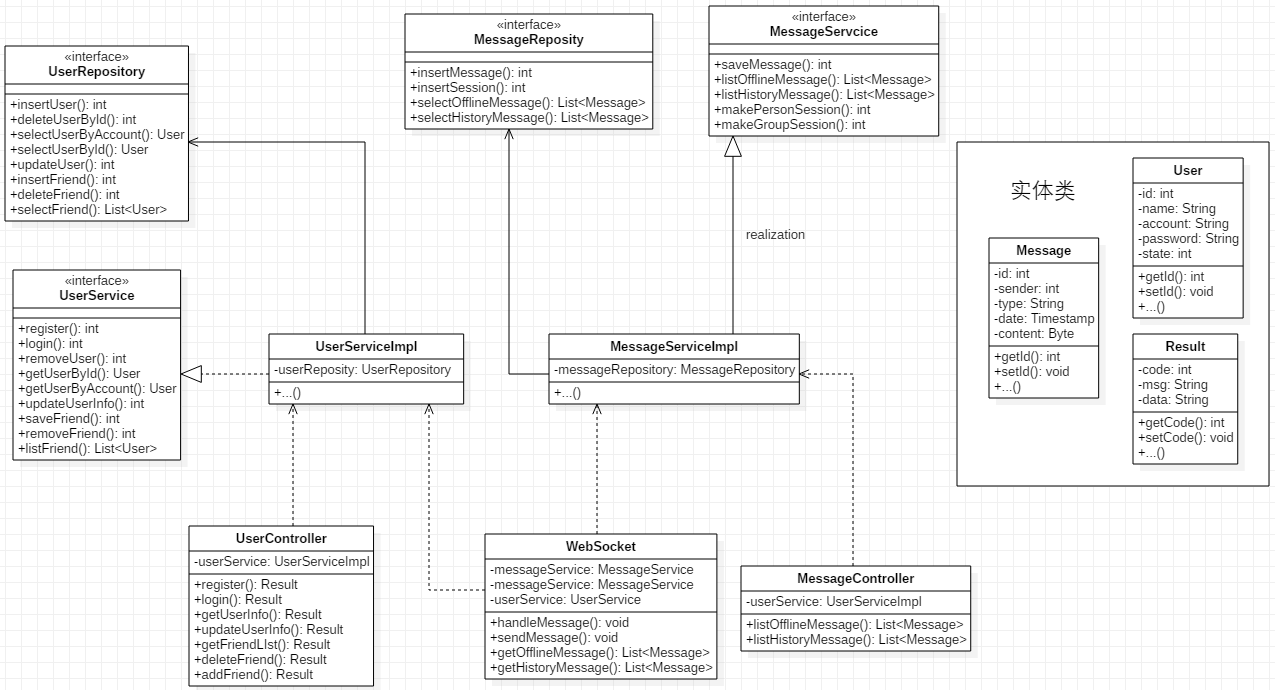 «interface»
UserRepository
+insertUser(): int
+deleteUserById(): int
+selectUserByAccount(): User
+selectUserById(): User
+updateUser(): int
+insertFriend(): int
+deleteFriend(): int
+selectFriend(): List<User>
«interface»
MessageReposity
+insertMessage(): int
+insertSession(): int
+selectOfflineMessage(): List<Message>
+selectHistoryMessage(): List<Message>
«interface»
MessageServcice
+saveMessage(): int
+listOfflineMessage(): List<Message>
+listHistoryMessage(): List<Message>
+makePersonSession(): int
+makeGroupSession(): int
realization
实体类
User
-id: int
-name: String
-account: String
-password: String
-state: int
+getId(): int
+setId(): void
+...()
Message
-id: int
-sender: int
-type: String
-date: Timestamp
-content: Byte
+getId(): int
+setId(): void
+...()
Result
-code: int
-msg: String
-data: String
+getCode(): int
+setCode(): void
+...()
«interface»
UserService
+register(): int
+login(): int
+removeUser(): int
+getUserById(): User
+getUserByAccount(): User
+updateUserInfo(): int
+saveFriend(): int
+removeFriend(): int
+listFriend(): List<User>
UserServiceImpl
-userReposity: UserRepository
+...()
MessageServiceImpl
-messageRepository: MessageRepository
+...()
UserController
-userService: UserServiceImpl
+register(): Result
+login(): Result
+getUserInfo(): Result
+updateUserInfo(): Result
+getFriendLIst(): Result
+deleteFriend(): Result
+addFriend(): Result
WebSocket
-messageService: MessageService
-messageService: MessageService
-userService: UserService
+handleMessage(): void
+sendMessage(): void
+getOfflineMessage(): List<Message>
+getHistoryMessage(): List<Message>
MessageController
-userService: UserServiceImpl
+listOfflineMessage(): List<Message>
+listHistoryMessage(): List<Message>